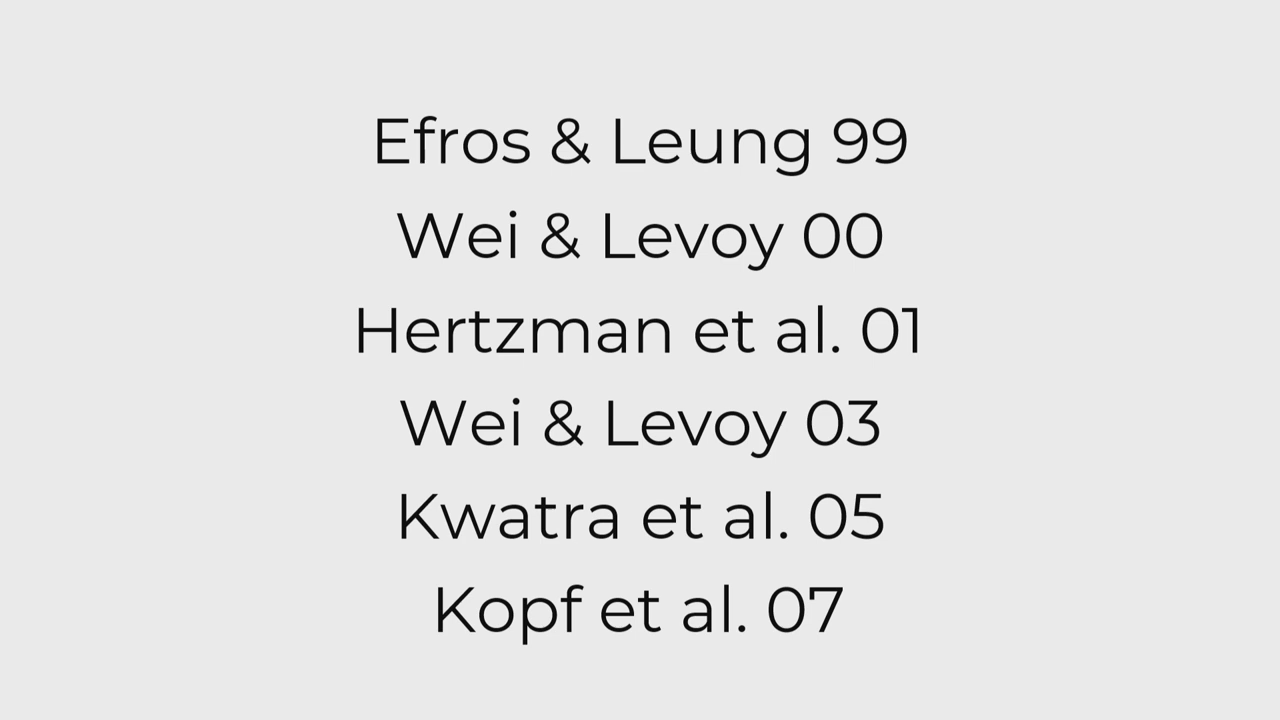 Efros & Leung 99
Wei & Levoy 00
Hertzman et al. 01
Wei & Levoy 03
Kwatra et al. 05
Kopf et al. 07